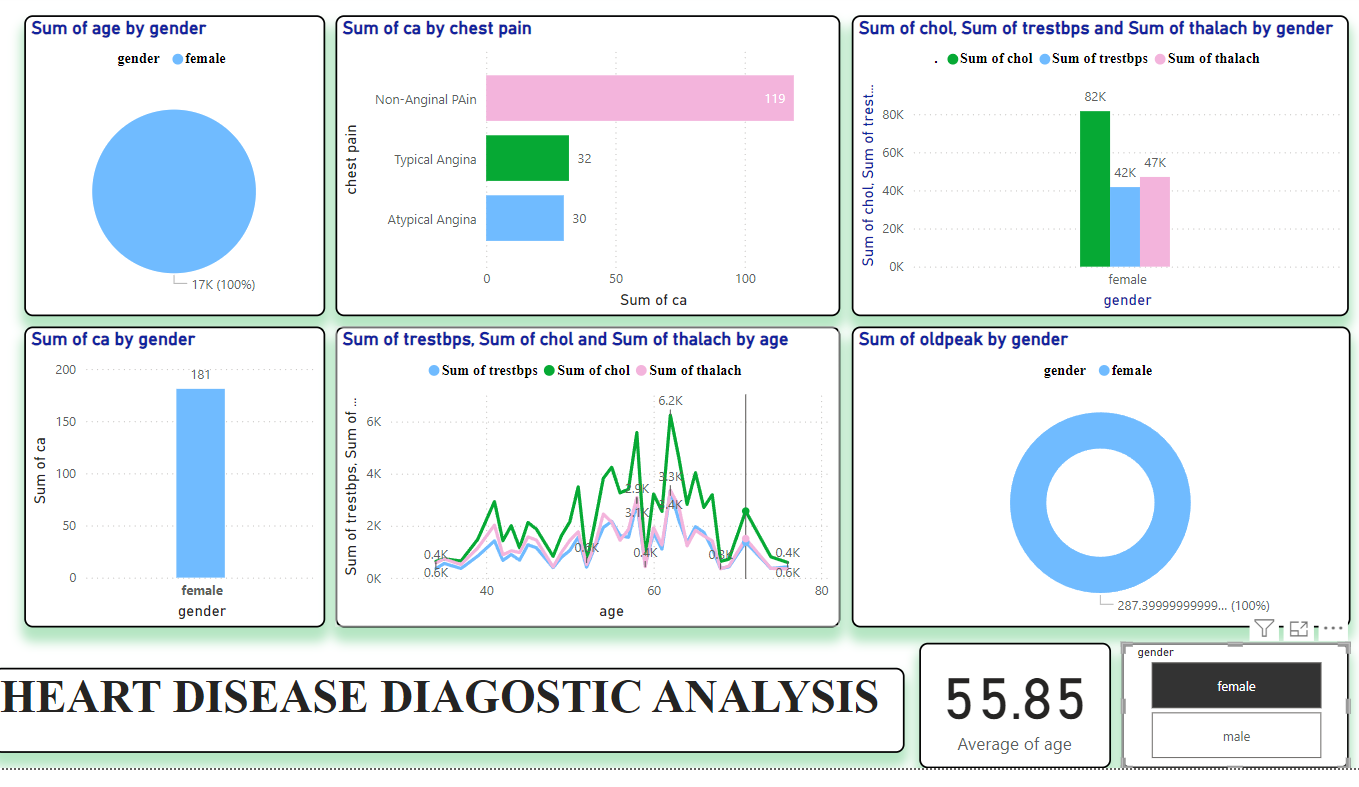 Sum of age by gender
gender female
17K (100%)
Sum of ca by chest pain
chest pain
Non-Anginal PAin
119
Typical Angina
32
Atypical Angina
30
0 50 100
Sum of ca
Sum of chol, Sum of trestbps and Sum of thalach by gender
. Sum of chol Sum of trestbps Sum of thalach
Sum of chol, Sum of trest...
80K
60K
40K
20K
0K
82K
42K
47K
female
gender
Sum of ca by gender
Sum of ca
200
150
100
50
0
181
female
gender
Sum of trestbps, Sum of chol and Sum of thalach by age
Sum of trestbps Sum of chol Sum of thalach
Sum of trestbps, Sum of ...
6K
4K
2K
0K
0.4K
0.6K
0.6K
2.9K
3.1K
0.4K
6.2K
3.3K
3.4K
0.3K
0.4K
0.6K
40 60 80
age
Sum of oldpeak by gender
gender female
287.39999999999... (100%)
HEART DISEASE DIAGOSTIC ANALYSIS
55.85
Average of age
gender
female
male